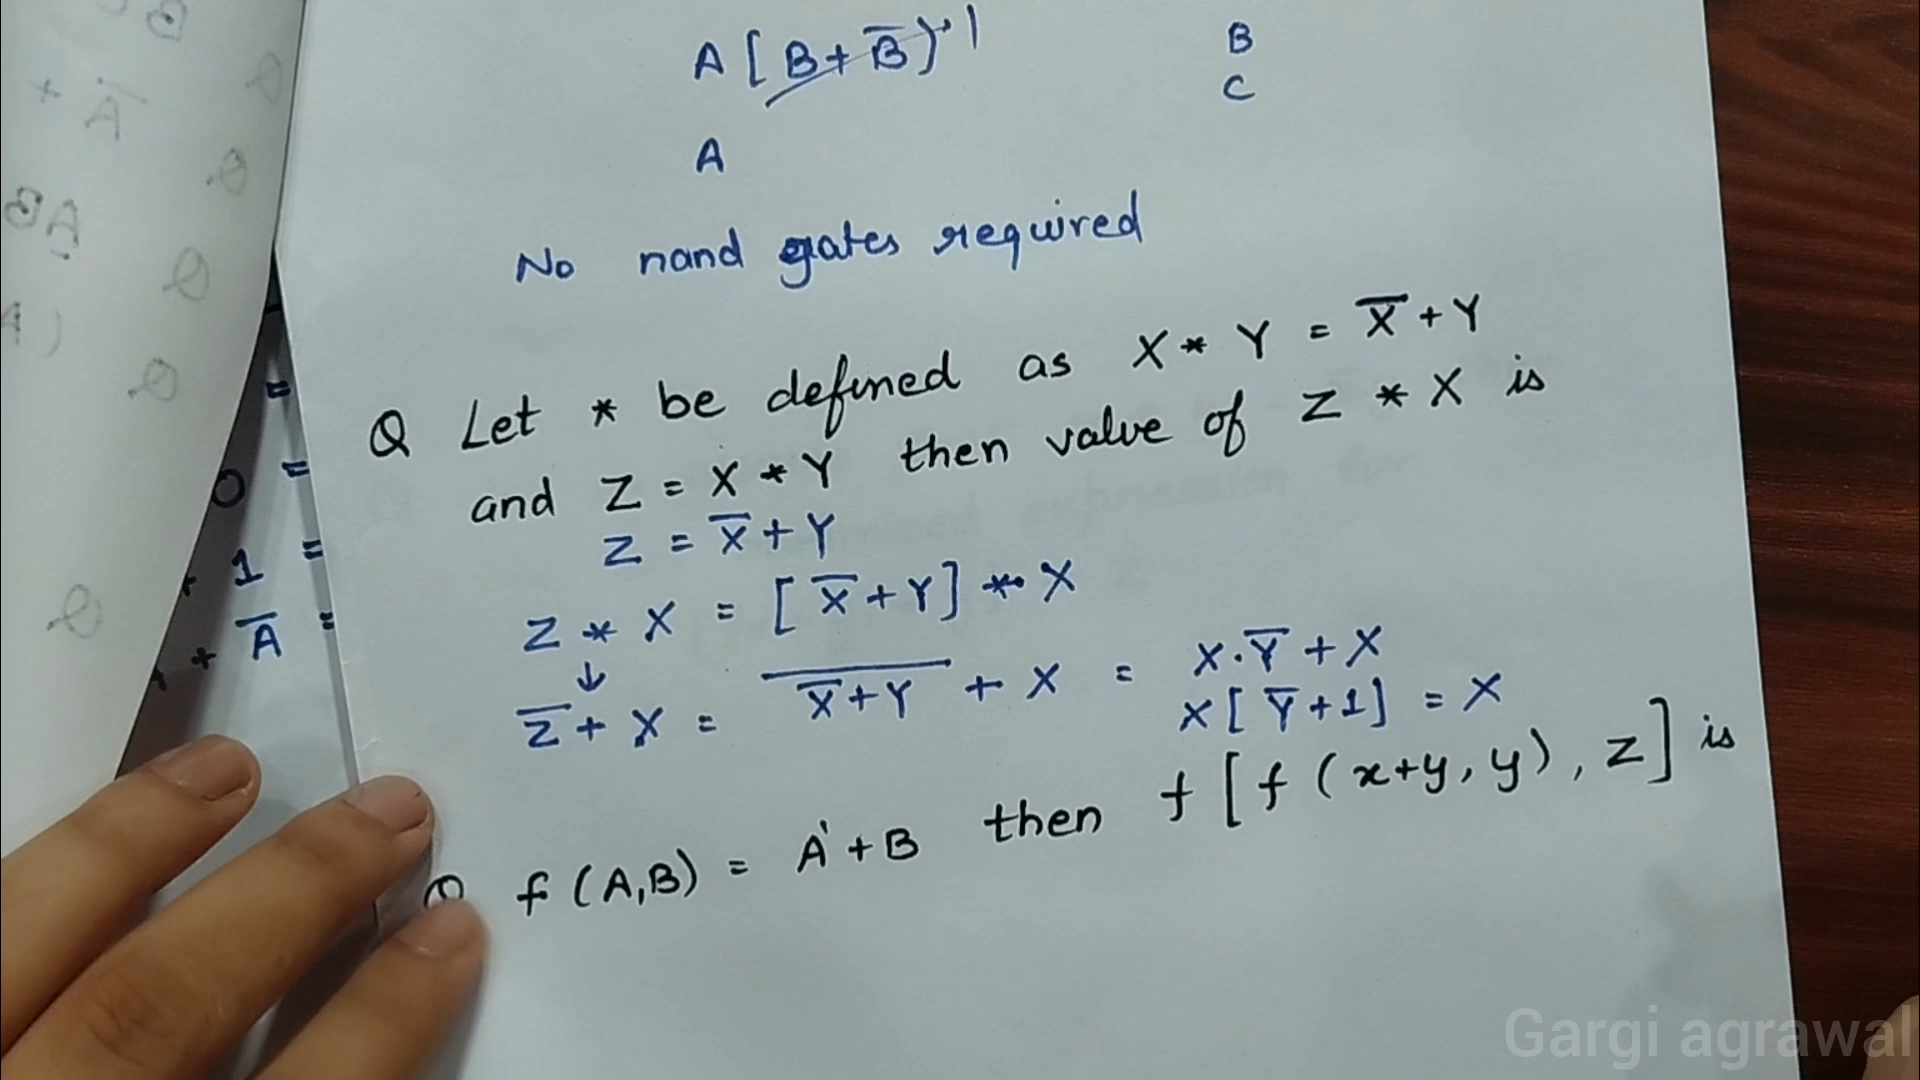 A [ B + B̅ ) · 1
B
C
A
No nand gates required
Q Let * be defined as X * Y = X̅ + Y
and Z = X * Y then value of Z * X is
Z = X̅ + Y
Z * X = [ X̅ + Y ] * X
↓
Z̅ + X = \overline{X̅ + Y} + X = X·Y̅ + X
X [ Y̅ + 1 ] = X
Q f (A,B) = A' + B then f [ f ( x+y, y ) , z ] is
Gargi agrawal